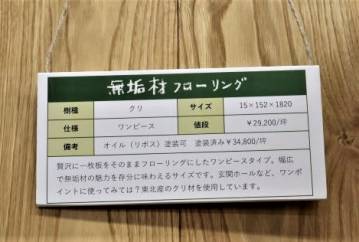 無垢材フローリング
樹種 クリ サイズ 15×152×1820
仕様 ワンピース 値段 ¥29,200/坪
備考 オイル（リボス）塗装可 塗装済み¥34,800/坪
贅沢に一枚板をそのままフローリングにしたワンピースタイプ。幅広
で無垢材の魅力を存分に味わえるサイズです。玄関ホールなど、ワンポ
イントに使ってみては？東北産のクリ材を使用しています。